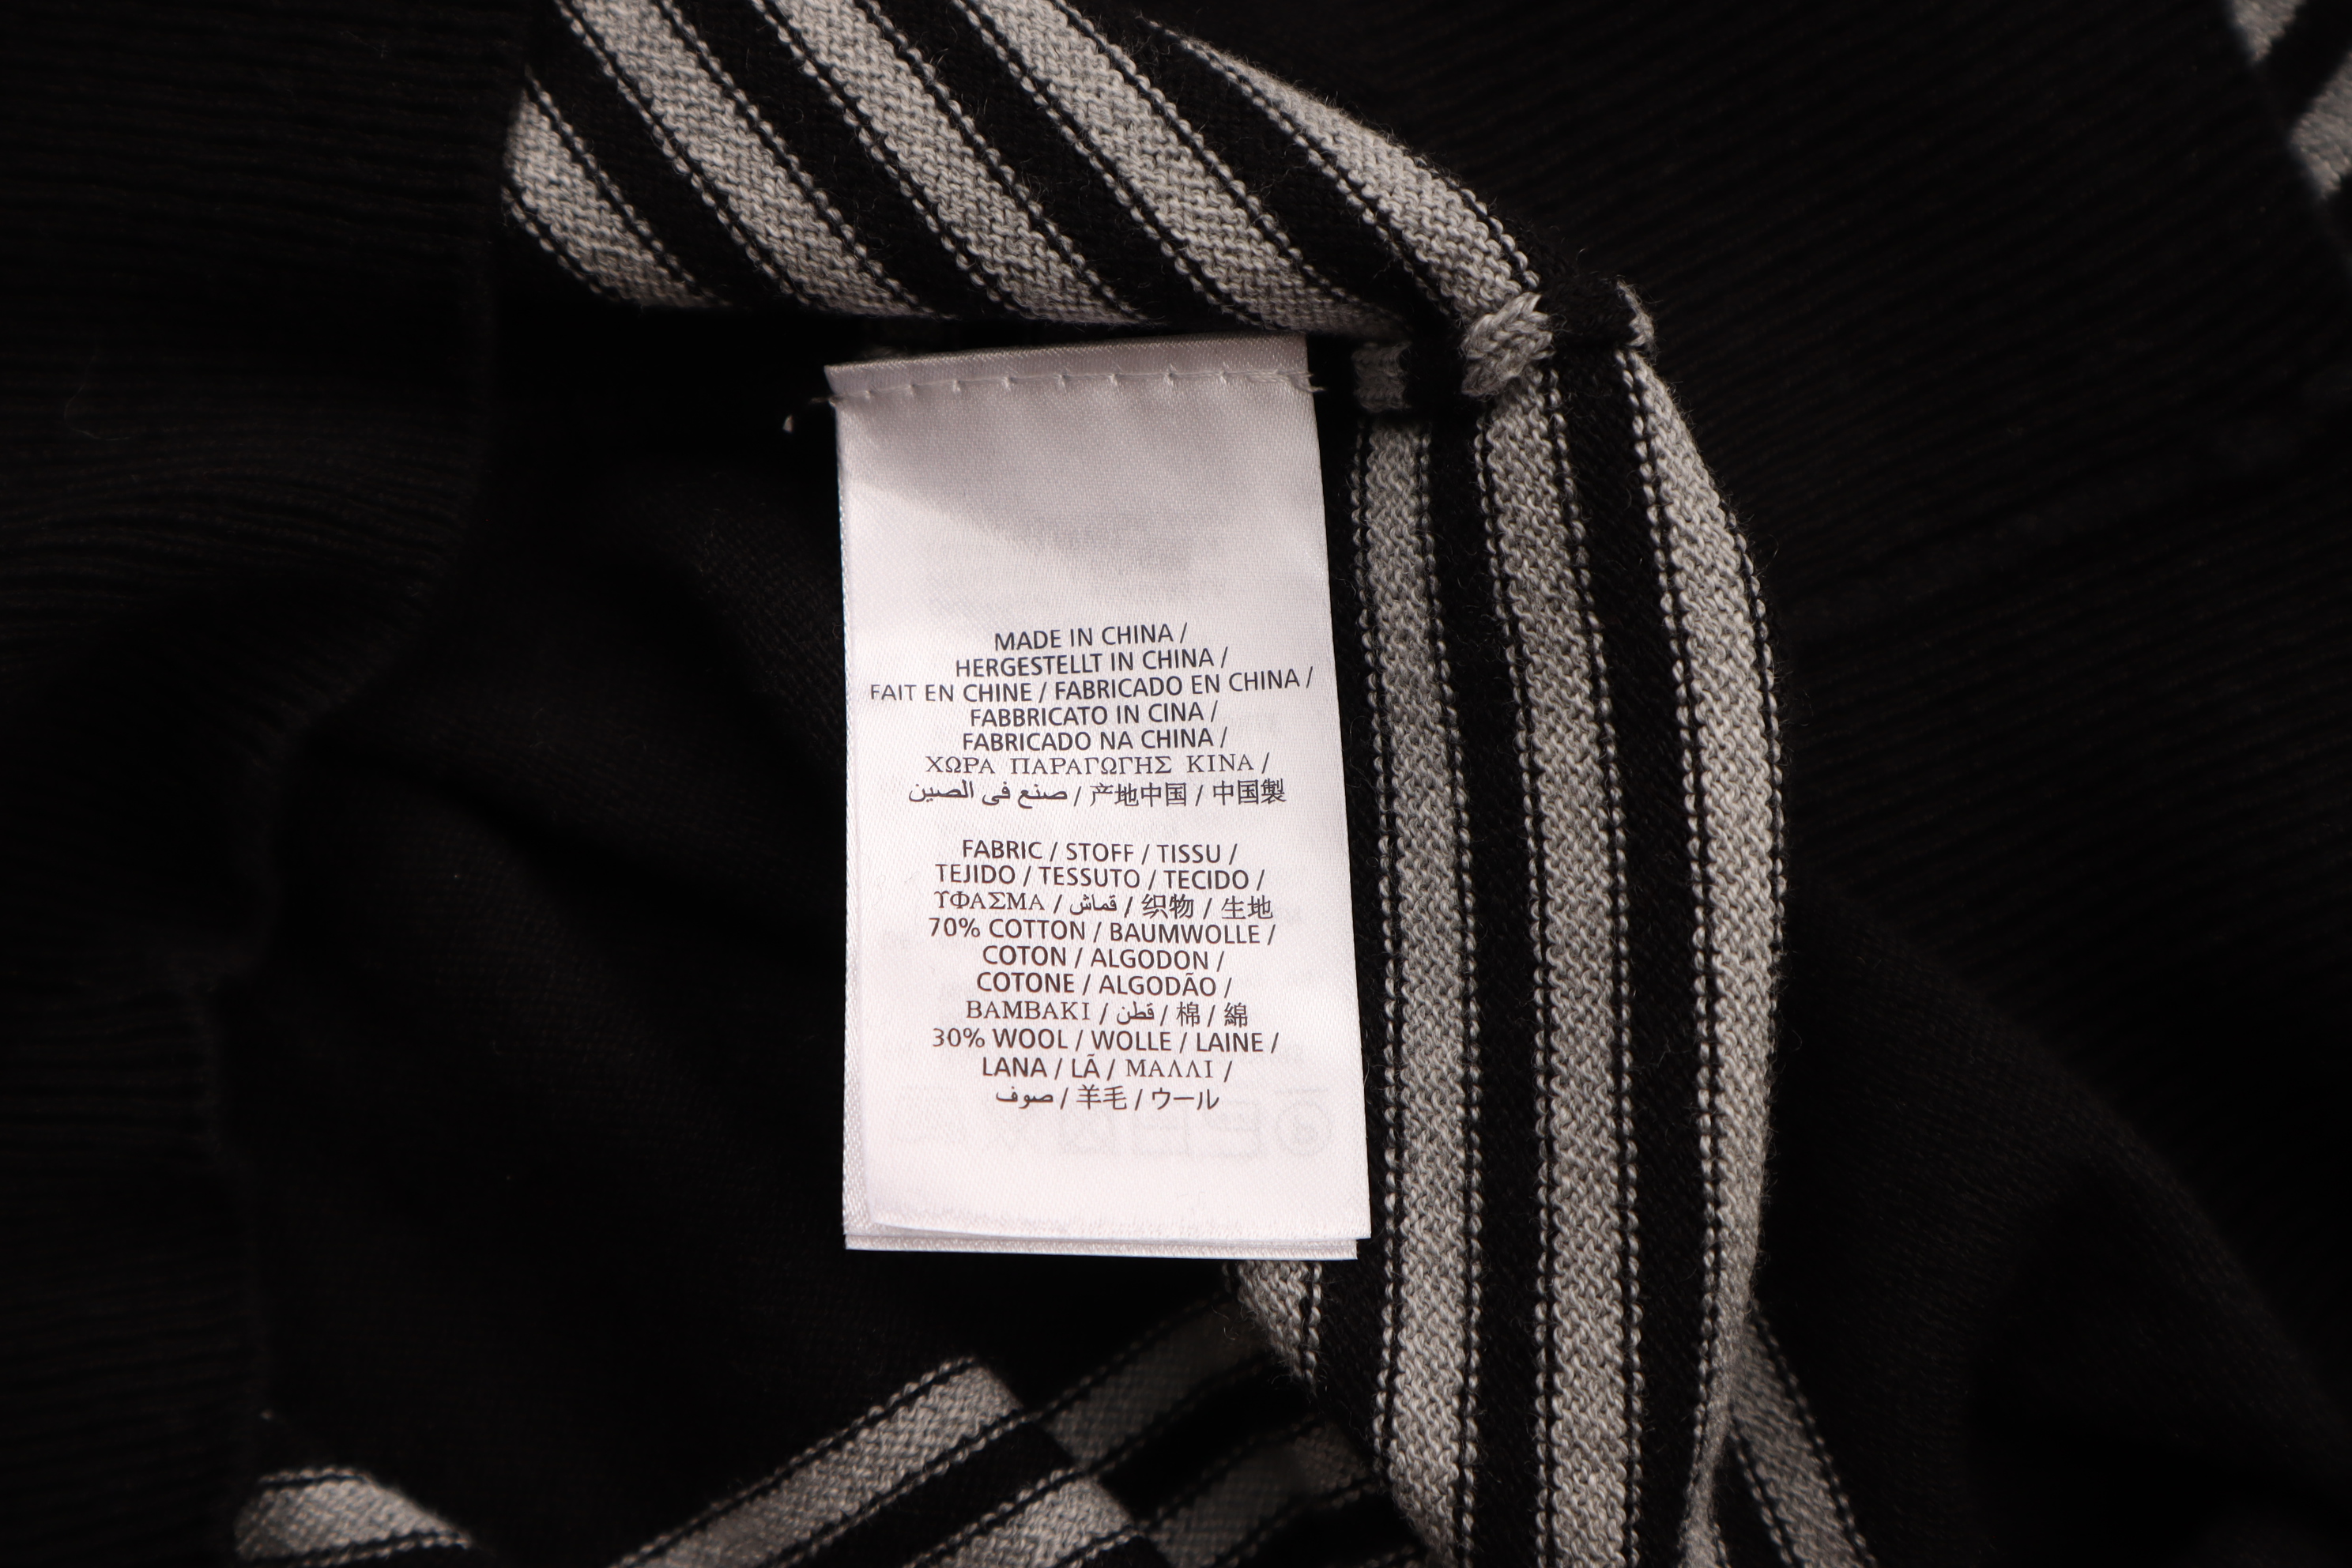 MADE IN CHINA /
HERGESTELLT IN CHINA /
FAIT EN CHINE / FABRICADO EN CHINA /
FABBRICATO IN CINA /
FABRICADO NA CHINA /
ΧΩΡΑ ΠΑΡΑΓΩΓΗΣ ΚΙΝΑ /
صنع فى الصين / 产地中国 / 中国製
FABRIC / STOFF / TISSU /
TEJIDO / TESSUTO / TECIDO /
ΥΦΑΣΜΑ / قماش / 织物 / 生地
70% COTTON / BAUMWOLLE /
COTON / ALGODON /
COTONE / ALGODÃO /
ΒΑΜΒΑΚΙ / قطن / 棉 / 綿
30% WOOL / WOLLE / LAINE /
LANA / LÃ / ΜΑΛΛΙ /
صوف / 羊毛 / ウール